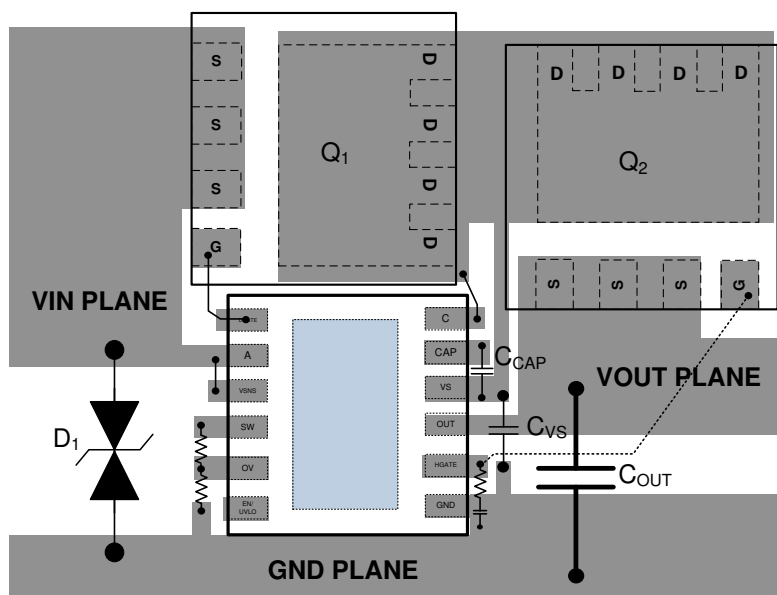 S
S
S
G
Q1
D
D
D
D
D D D D
Q2
S S S G
VIN PLANE
A
VSNS
SW
OV
EN/
UVLO
C
CAP
VS
OUT
HGATE
GND
CCAP
CVS
COUT
VOUT PLANE
D1
GND PLANE